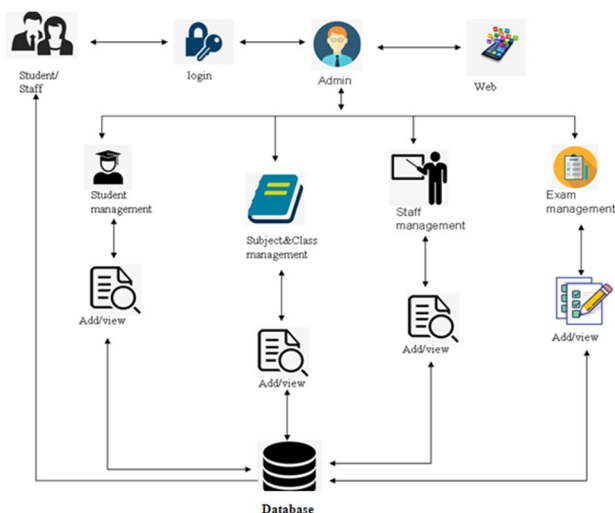 Student/
Staff
login
Admin
Web
Student
management
Subject&Class
management
Staff
management
Exam
management
Add/view
Add/view
Add/view
Add/view
Database